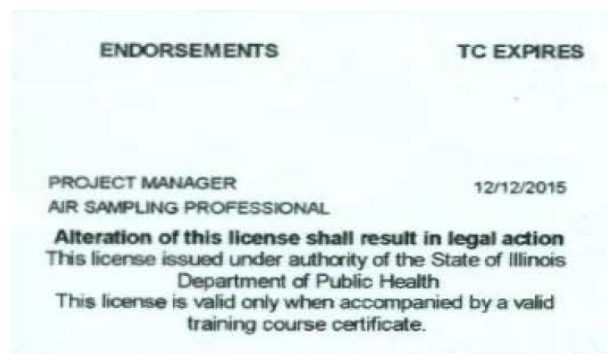 ENDORSEMENTS TC EXPIRES
PROJECT MANAGER 12/12/2015
AIR SAMPLING PROFESSIONAL
Alteration of this license shall result in legal action
This license issued under authority of the State of Illinois
Department of Public Health
This license is valid only when accompanied by a valid
training course certificate.